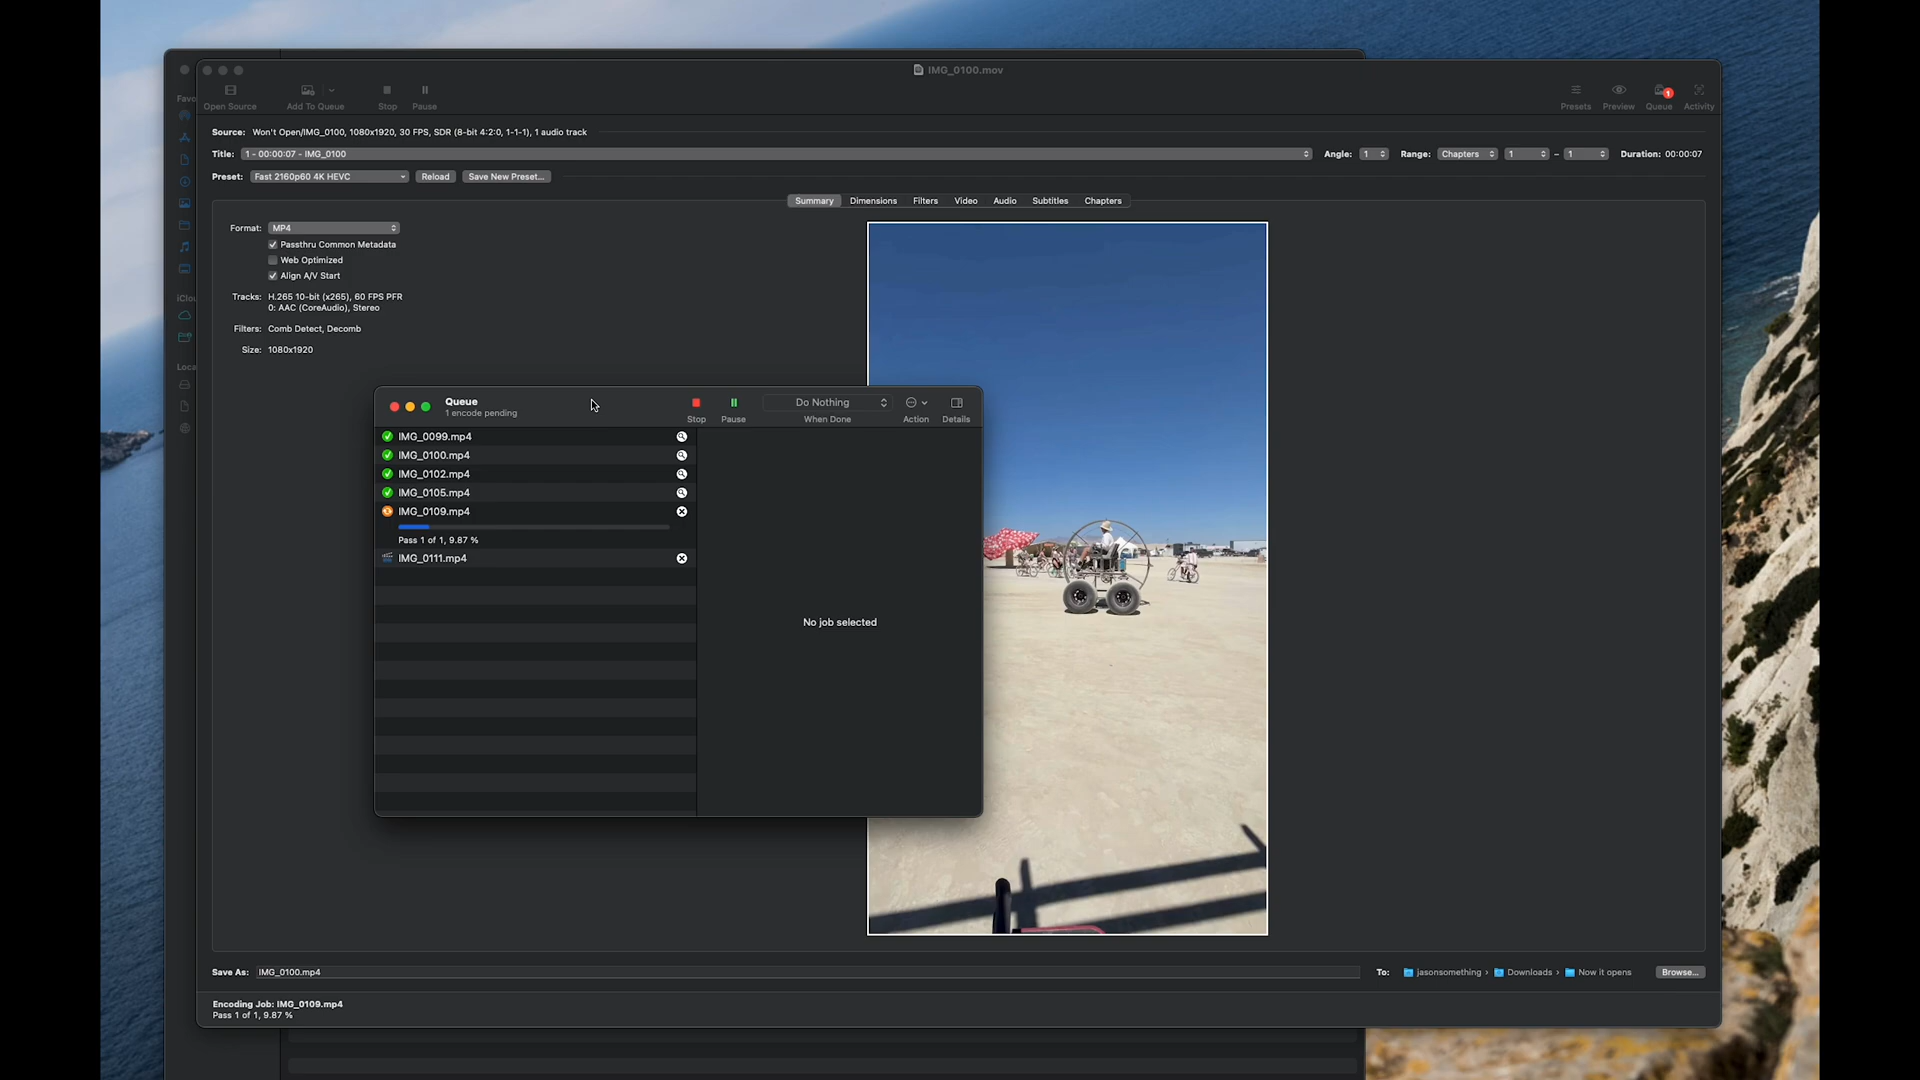 IMG_0100.mov
Open Source
Add To Queue
Stop
Pause
Presets
Preview
Queue
1
Activity
Favo
Source: Won't Open/IMG_0100, 1080x1920, 30 FPS, SDR (8-bit 4:2:0, 1-1-1), 1 audio track
Title: 1 - 00:00:07 - IMG_0100
Angle: 1
Range: Chapters 1 – 1
Duration: 00:00:07
Preset: Fast 2160p60 4K HEVC
Reload
Save New Preset...
Summary
Dimensions
Filters
Video
Audio
Subtitles
Chapters
Format: MP4
Passthru Common Metadata
Web Optimized
Align A/V Start
iClou
Tracks: H.265 10-bit (x265), 60 FPS PFR
0: AAC (CoreAudio), Stereo
Filters: Comb Detect, Decomb
Size: 1080x1920
Loca
Queue
1 encode pending
Stop
Pause
Do Nothing
When Done
Action
Details
IMG_0099.mp4
IMG_0100.mp4
IMG_0102.mp4
IMG_0105.mp4
IMG_0109.mp4
Pass 1 of 1, 9.87 %
IMG_0111.mp4
No job selected
Save As: IMG_0100.mp4
To: jasonsomething › Downloads › Now it opens
Browse...
Encoding Job: IMG_0109.mp4
Pass 1 of 1, 9.87 %